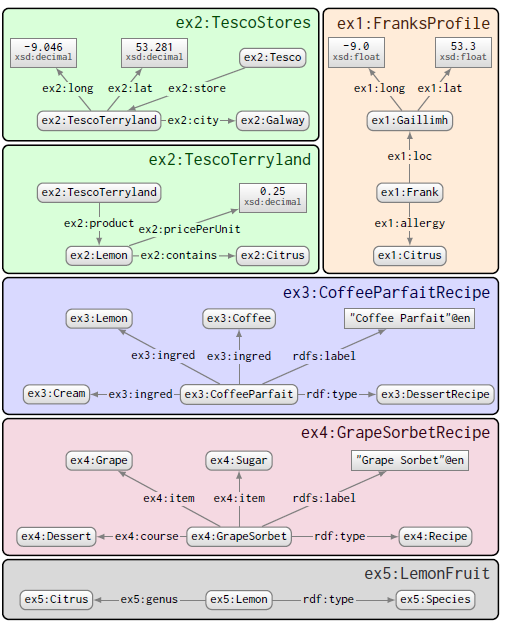 ex2:TescoStores
-9.046
xsd:decimal
53.281
xsd:decimal
ex2:Tesco
ex2:long
ex2:lat
ex2:store
ex2:TescoTerryland
ex2:city
ex2:Galway
ex1:FranksProfile
-9.0
xsd:float
53.3
xsd:float
ex1:long
ex1:lat
ex1:Gaillimh
ex1:loc
ex1:Frank
ex1:allergy
ex1:Citrus
ex2:TescoTerryland
ex2:TescoTerryland
0.25
xsd:decimal
ex2:product
ex2:pricePerUnit
ex2:Lemon
ex2:contains
ex2:Citrus
ex3:CoffeeParfaitRecipe
ex3:Lemon
ex3:Coffee
"Coffee Parfait"@en
ex3:ingred
ex3:ingred
rdfs:label
ex3:Cream
ex3:ingred
ex3:CoffeeParfait
rdf:type
ex3:DessertRecipe
ex4:GrapeSorbetRecipe
ex4:Grape
ex4:Sugar
"Grape Sorbet"@en
ex4:item
ex4:item
rdfs:label
ex4:Dessert
ex4:course
ex4:GrapeSorbet
rdf:type
ex4:Recipe
ex5:LemonFruit
ex5:Citrus
ex5:genus
ex5:Lemon
rdf:type
ex5:Species